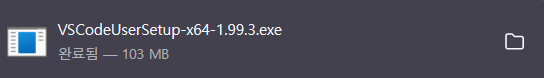 VSCodeUserSetup-x64-1.99.3.exe
완료됨 — 103 MB